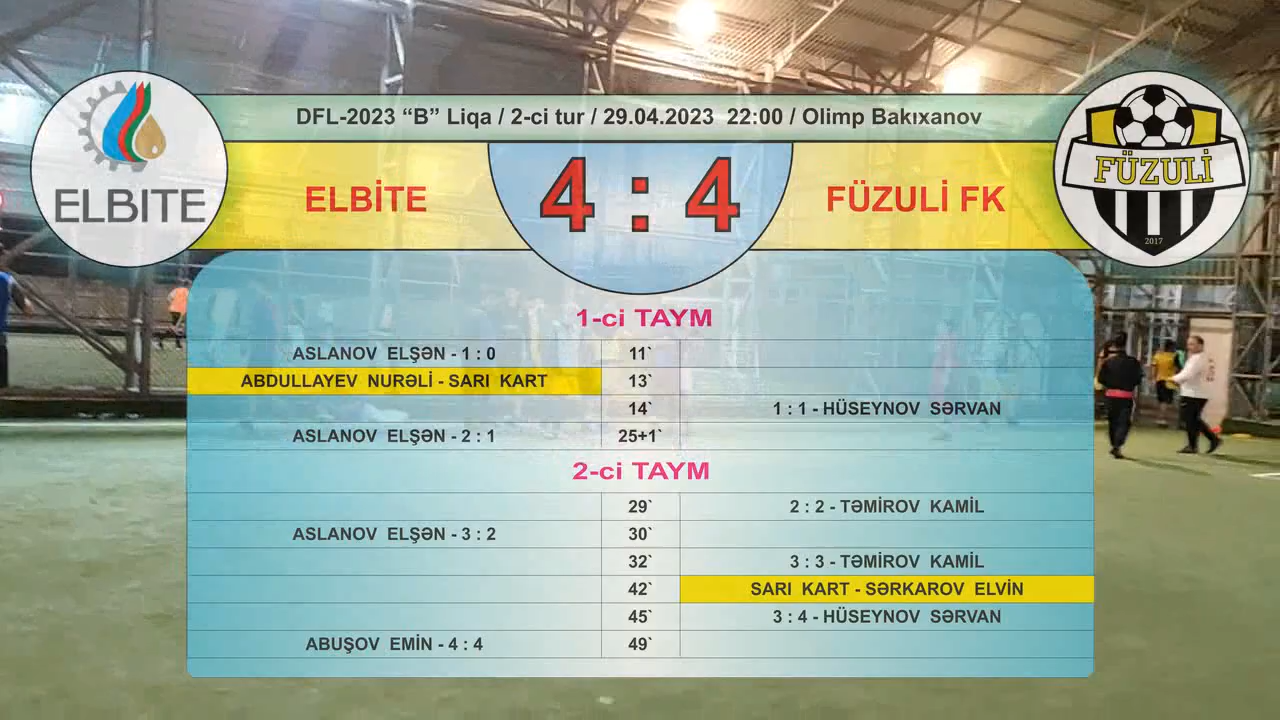 DFL-2023 “B” Liqa / 2-ci tur / 29.04.2023 22:00 / Olimp Bakıxanov
ELBITE
ELBİTE
4 : 4
FÜZULİ FK
FÜZULİ
2017
1-ci TAYM
ASLANOV ELŞƏN - 1 : 0 11`
ABDULLAYEV NURƏLİ - SARI KART 13`
14` 1 : 1 - HÜSEYNOV SƏRVAN
ASLANOV ELŞƏN - 2 : 1 25+1`
2-ci TAYM
29` 2 : 2 - TƏMİROV KAMİL
ASLANOV ELŞƏN - 3 : 2 30`
32` 3 : 3 - TƏMİROV KAMİL
42` SARI KART - SƏRKAROV ELVİN
45` 3 : 4 - HÜSEYNOV SƏRVAN
ABUŞOV EMİN - 4 : 4 49`